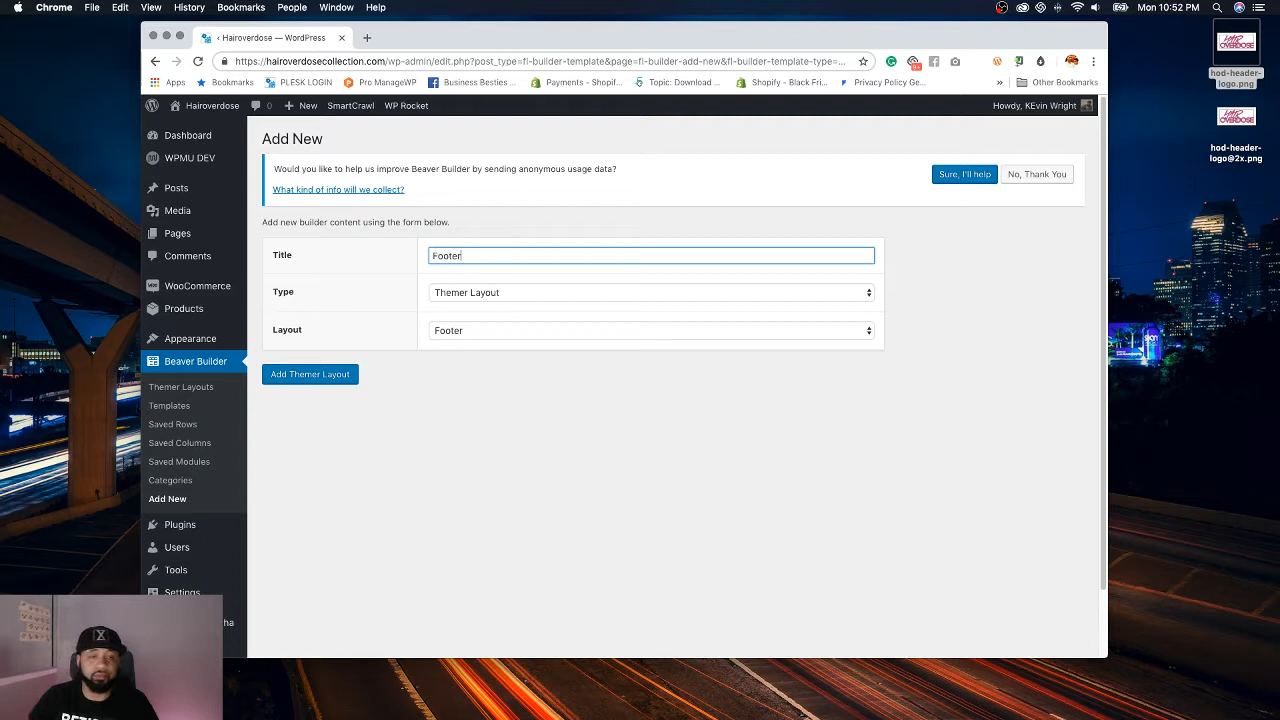 Chrome File Edit View History Bookmarks People Window Help
Mon 10:52 PM
‹ Hairoverdose — WordPress
https://hairoverdosecollection.com/wp-admin/edit.php?post_type=fl-builder-template&page=fl-builder-add-new&fl-builder-template-type=...
Apps Bookmarks PLESK LOGIN Pro ManageWP Business Besties ... Payments - Shopif... Topic: Download ... Shopify - Black Fri... Privacy Policy Ge... » Other Bookmarks
Hairoverdose 0 New SmartCrawl WP Rocket Howdy, KEvin Wright
Dashboard
WPMU DEV
Posts
Media
Pages
Comments
WooCommerce
Products
Appearance
Beaver Builder
Themer Layouts
Templates
Saved Rows
Saved Columns
Saved Modules
Categories
Add New
Plugins
Users
Tools
Settings
ha
Add New
Would you like to help us improve Beaver Builder by sending anonymous usage data?
What kind of info will we collect?
Sure, I'll help
No, Thank You
Add new builder content using the form below.
Title Footer
Type Themer Layout
Layout Footer
Add Themer Layout
HAIR
OVERDOSE
hod-header-
logo.png
HAIR
OVERDOSE
hod-header-
logo@2x.png